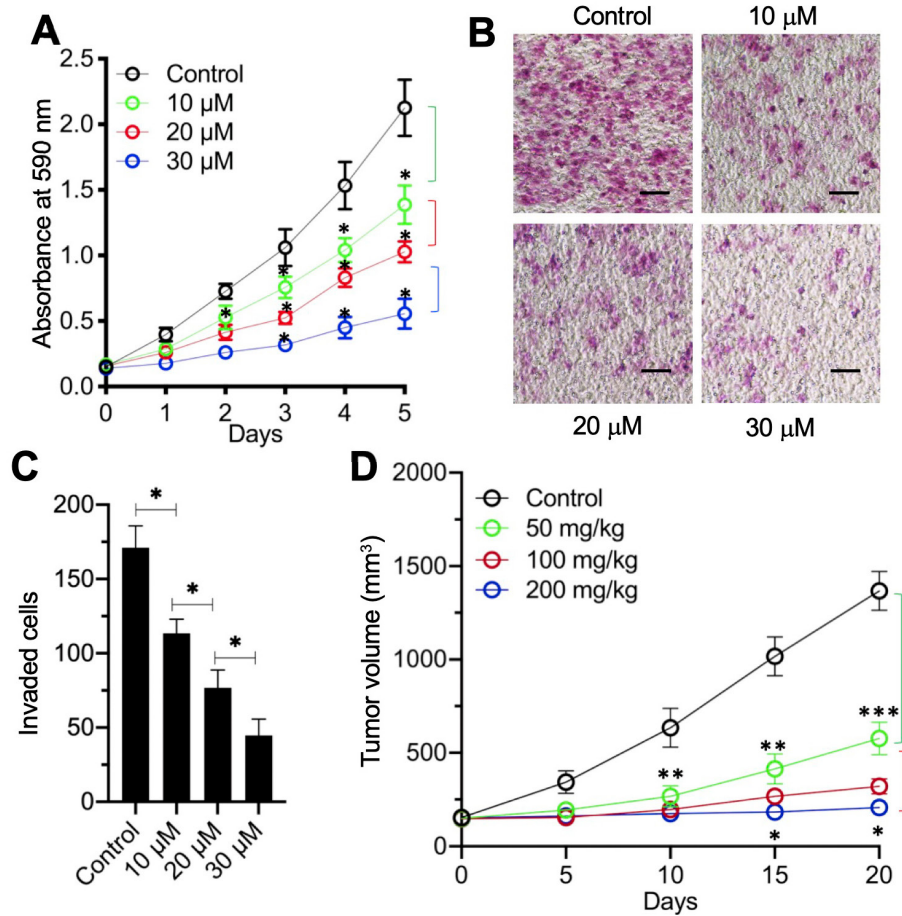 A
2.5
2.0
1.5
1.0
0.5
0.0
Absorbance at 590 nm
Control
10 µM
20 µM
30 µM
*
*
*
*
*
*
*
*
*
*
0 1 2 3 4 5
Days
B
Control 10 µM
20 µM 30 µM
C
200
150
100
50
0
Invaded cells
*
*
*
Control 10 µM 20 µM 30 µM
D
2000
1500
1000
500
0
Tumor volume (mm³)
Control
50 mg/kg
100 mg/kg
200 mg/kg
**
**
***
*
*
0 5 10 15 20
Days